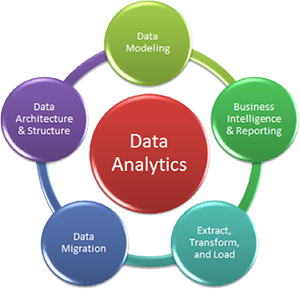 Data
Modeling
Data
Architecture
& Structure
Business
Intelligence
& Reporting
Data
Analytics
Data
Migration
Extract,
Transform,
and Load